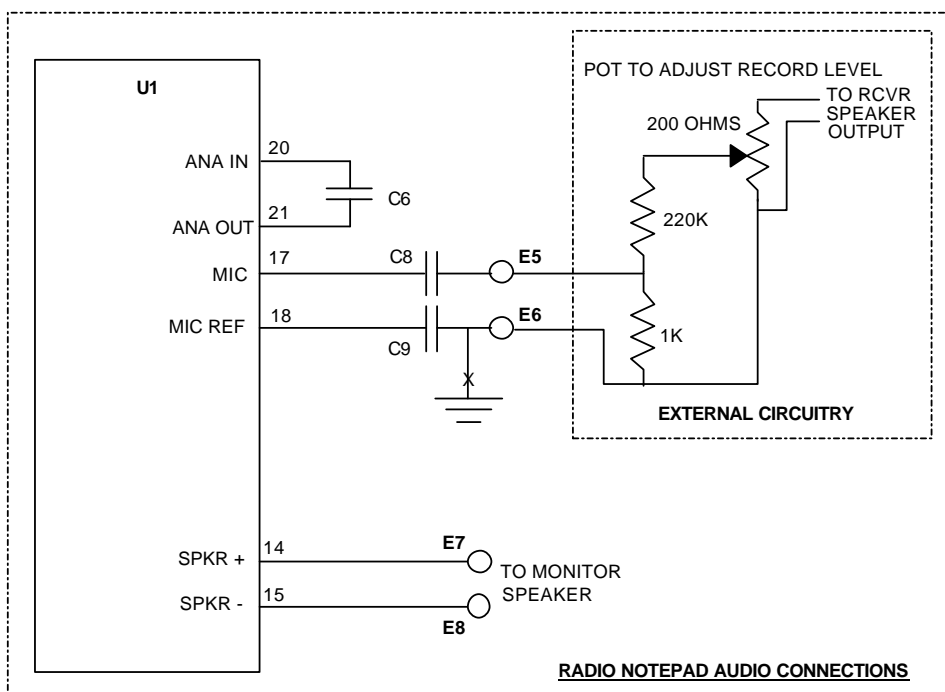 POT TO ADJUST RECORD LEVEL
U1
TO RCVR
SPEAKER
OUTPUT
200 OHMS
ANA IN
20
C6
220K
ANA OUT
21
MIC
17
C8
E5
MIC REF
18
C9
E6
1K
X
EXTERNAL CIRCUITRY
SPKR +
14
E7
TO MONITOR
SPEAKER
SPKR -
15
E8
RADIO NOTEPAD AUDIO CONNECTIONS